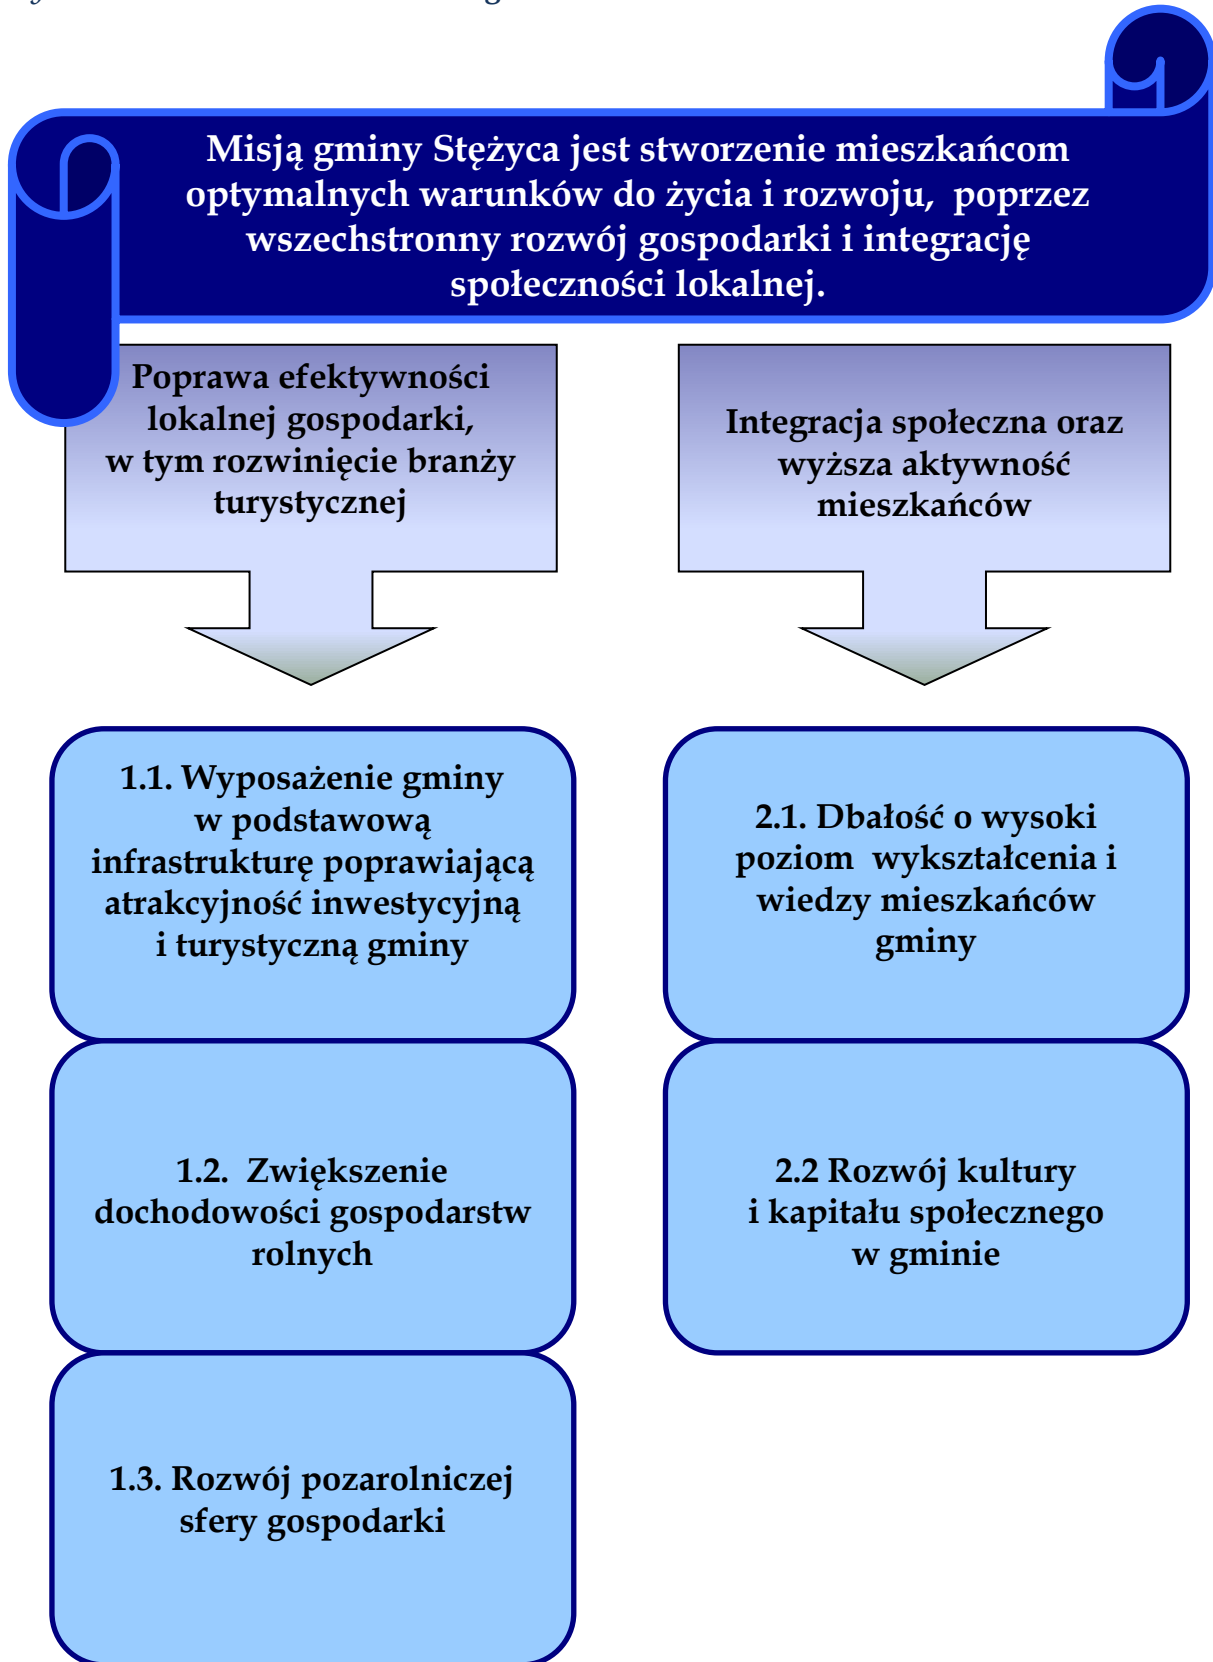 Misją gminy Stężyca jest stworzenie mieszkańcom
optymalnych warunków do życia i rozwoju, poprzez
wszechstronny rozwój gospodarki i integrację
społeczności lokalnej.
Poprawa efektywności
lokalnej gospodarki,
w tym rozwinięcie branży
turystycznej
Integracja społeczna oraz
wyższa aktywność
mieszkańców
1.1. Wyposażenie gminy
w podstawową
infrastrukturę poprawiającą
atrakcyjność inwestycyjną
i turystyczną gminy
2.1. Dbałość o wysoki
poziom wykształcenia i
wiedzy mieszkańców
gminy
1.2. Zwiększenie
dochodowości gospodarstw
rolnych
2.2 Rozwój kultury
i kapitału społecznego
w gminie
1.3. Rozwój pozarolniczej
sfery gospodarki